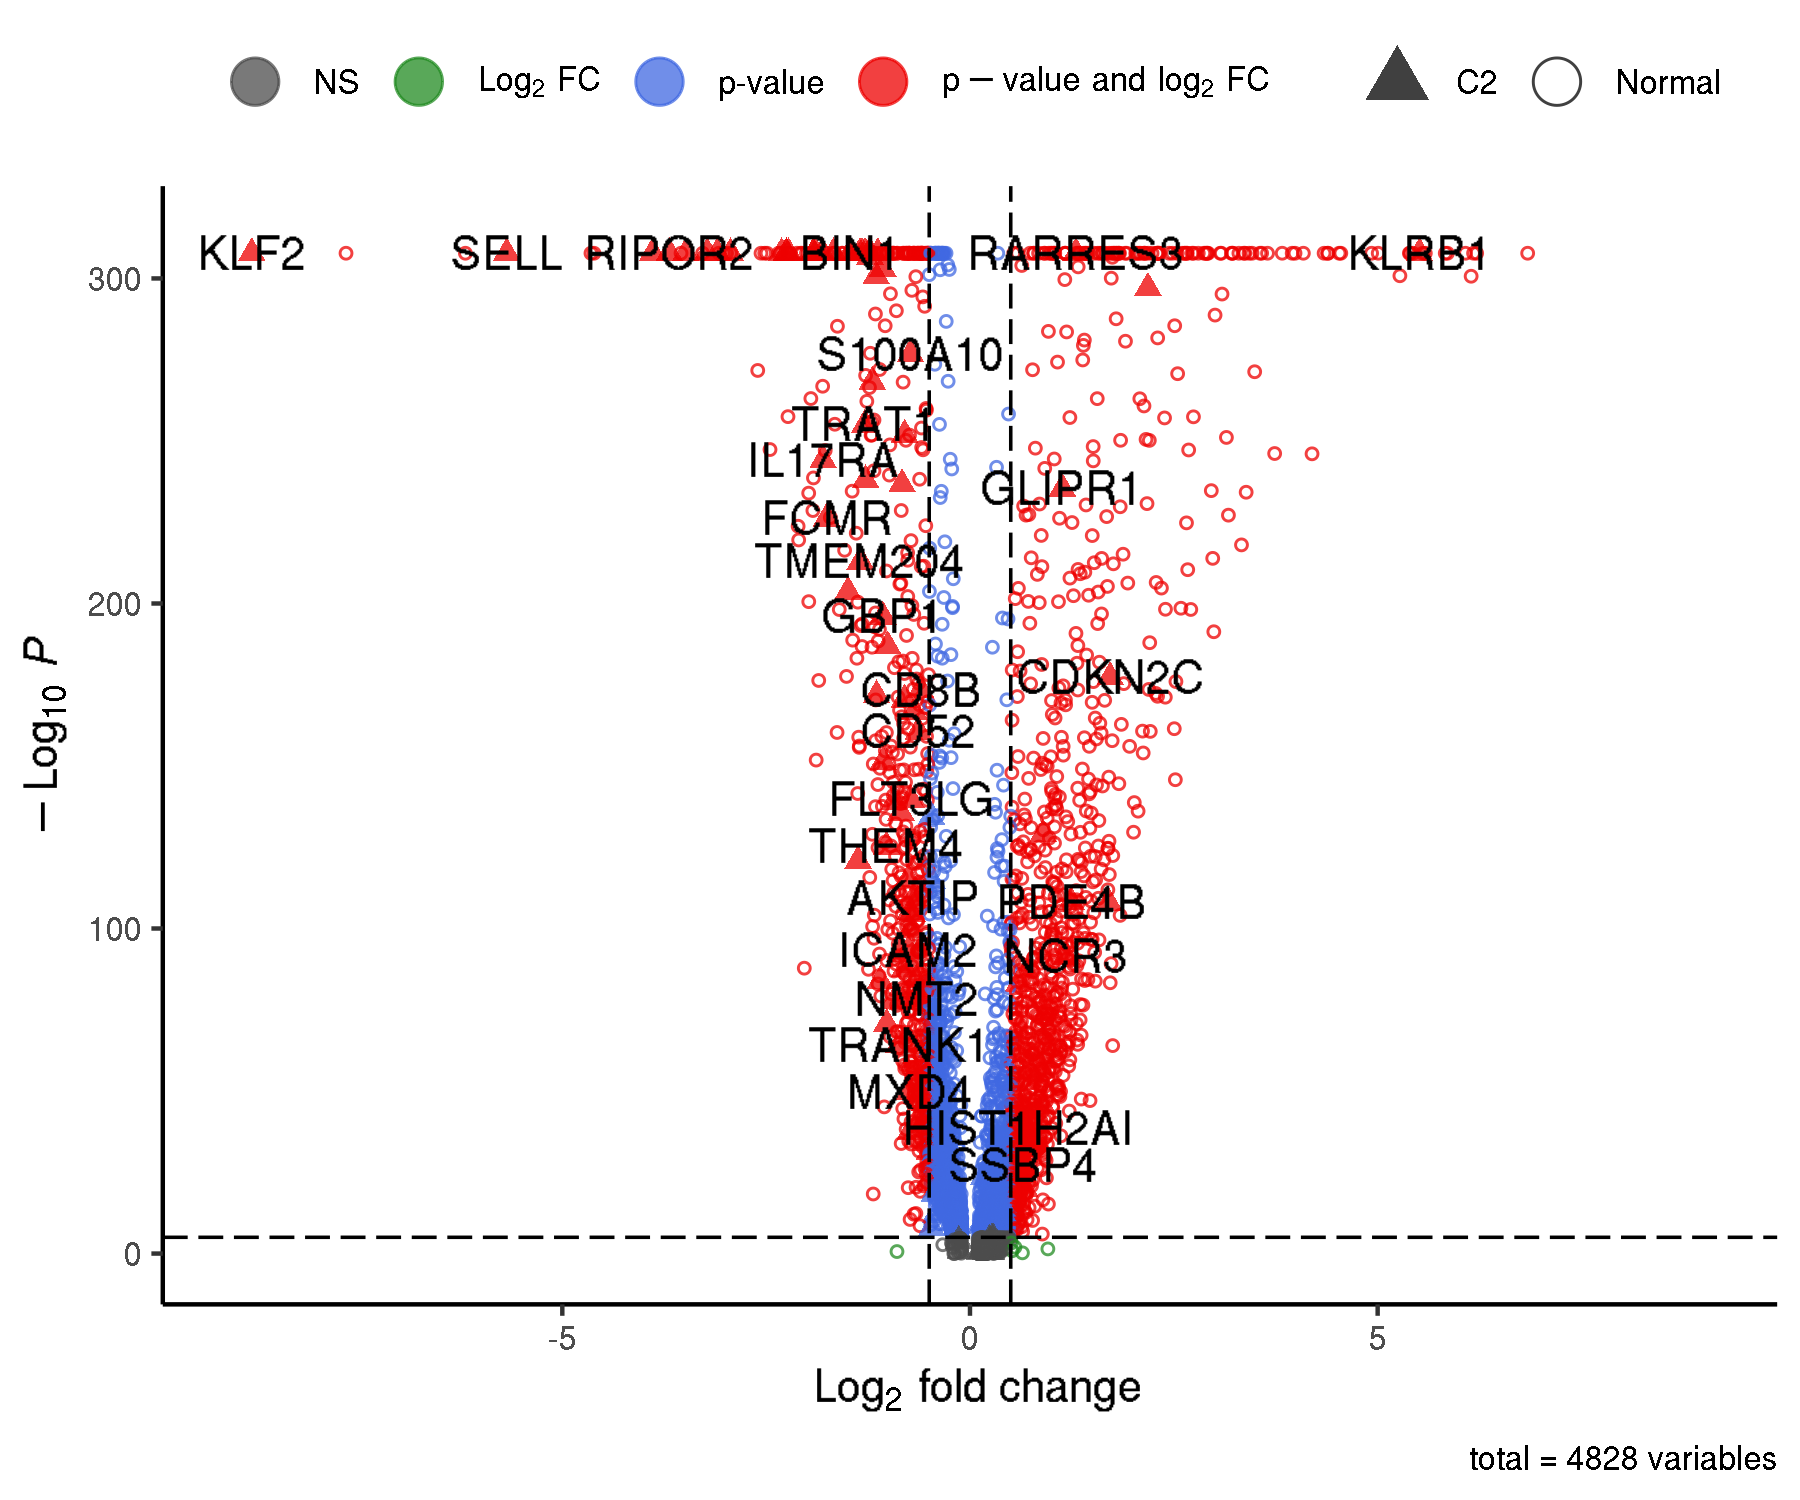 NS Log2 FC p-value p − value and log2 FC C2 Normal
KLF2 SELL RIPOR2 BIN1 RARRES3 KLRB1
300
S100A10
TRAT1
IL17RA
GLIPR1
FCMR
TMEM204
200
GBP1
CDKN2C
CD8B
CD52
FLT3LG
THEM4
AKTIP PDE4B
100
ICAM2 NCR3
NMT2
TRANK1
MXD4
HIST1H2AI
SSBP4
0
− Log10 P
-5 0 5
Log2 fold change
total = 4828 variables